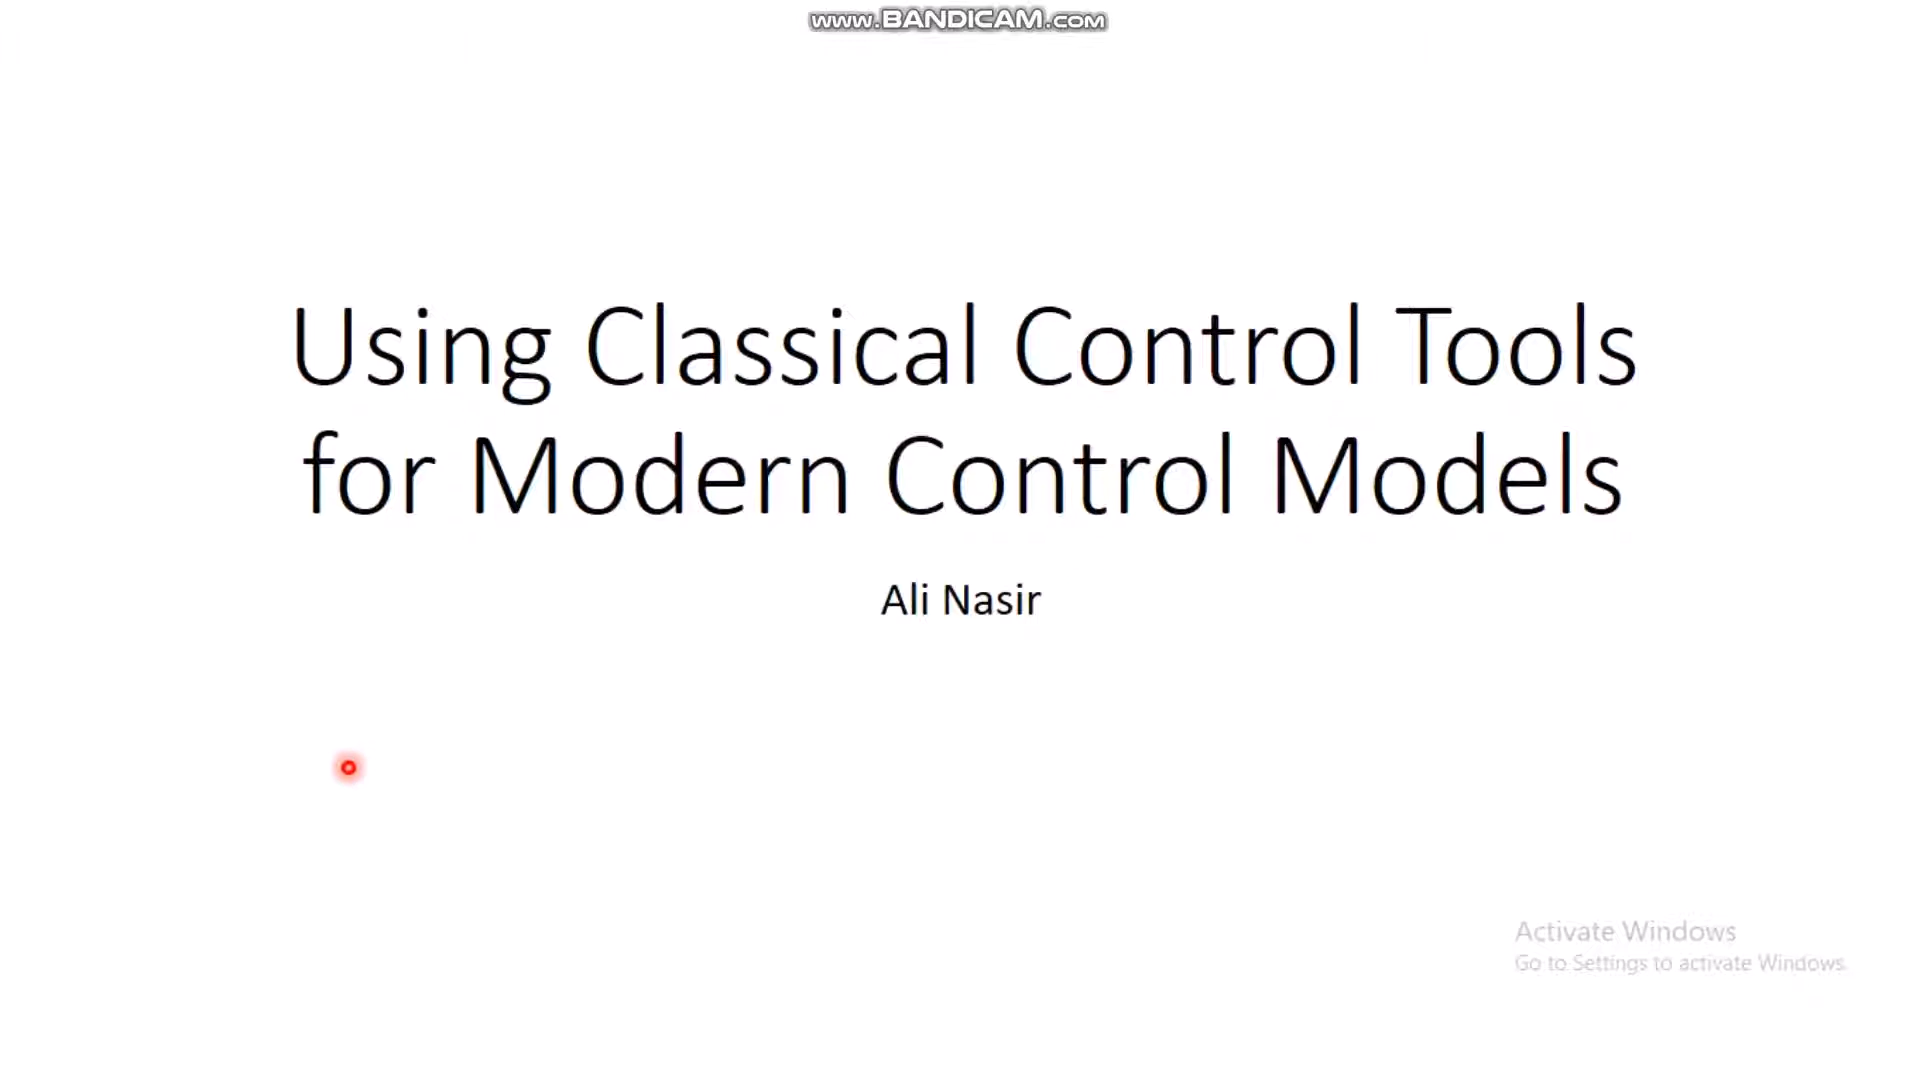 www.BANDICAM.com
Using Classical Control Tools
for Modern Control Models
Ali Nasir
Activate Windows
Go to Settings to activate Windows.